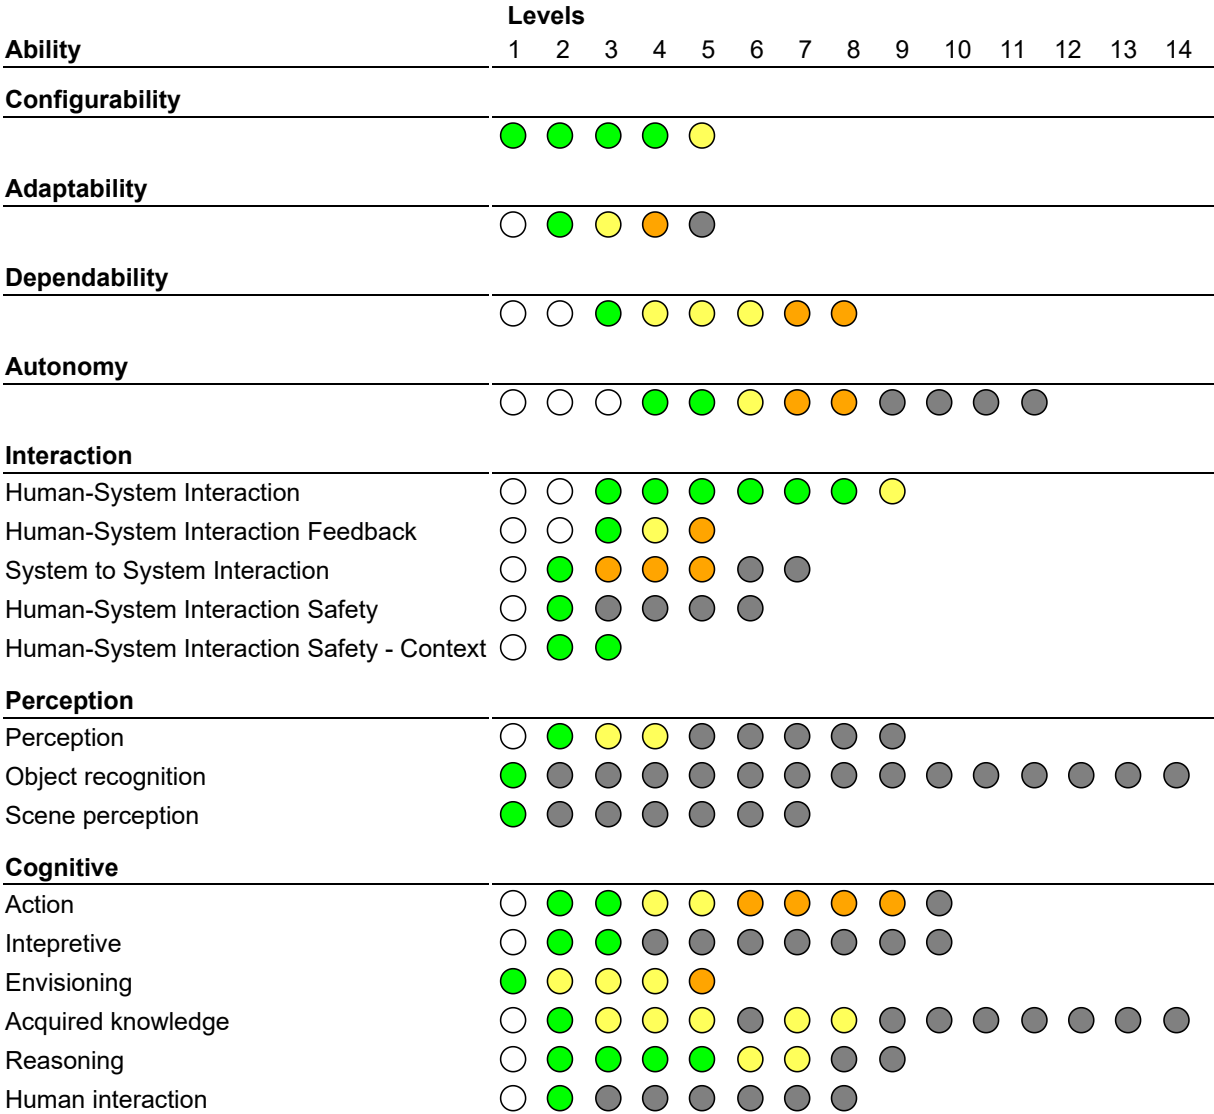 Levels
Ability 1 2 3 4 5 6 7 8 9 10 11 12 13 14
Configurability
Adaptability
Dependability
Autonomy
Interaction
Human-System Interaction
Human-System Interaction Feedback
System to System Interaction
Human-System Interaction Safety
Human-System Interaction Safety - Context
Perception
Perception
Object recognition
Scene perception
Cognitive
Action
Intepretive
Envisioning
Acquired knowledge
Reasoning
Human interaction